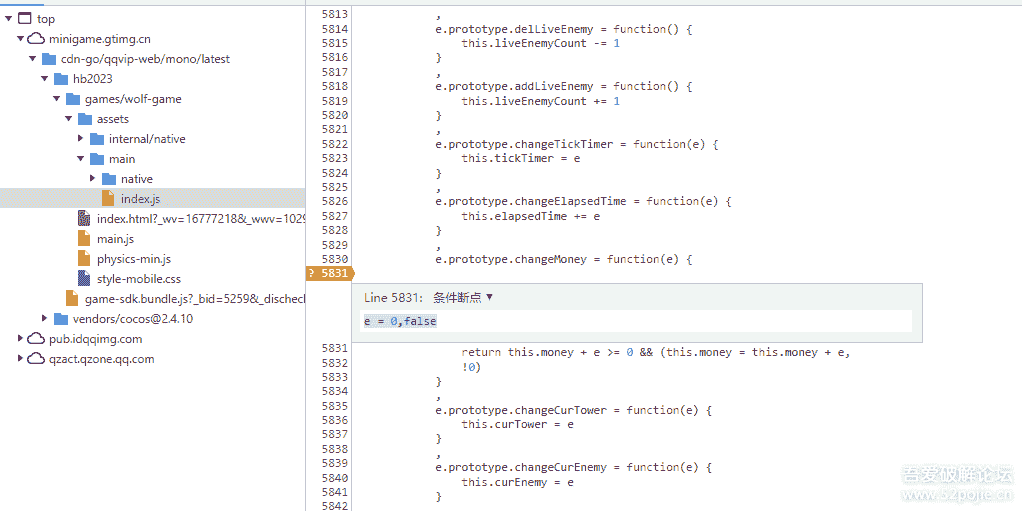 top
minigame.gtimg.cn
cdn-go/qqvip-web/mono/latest
hb2023
games/wolf-game
assets
internal/native
main
native
index.js
index.html?_wv=16777218&_wwv=1029
main.js
physics-min.js
style-mobile.css
game-sdk.bundle.js?_bid=5259&_dischecl
vendors/cocos@2.4.10
pub.idqqimg.com
qzact.qzone.qq.com
5813 ,
5814 e.prototype.delLiveEnemy = function() {
5815 this.liveEnemyCount -= 1
5816 }
5817 ,
5818 e.prototype.addLiveEnemy = function() {
5819 this.liveEnemyCount += 1
5820 }
5821 ,
5822 e.prototype.changeTickTimer = function(e) {
5823 this.tickTimer = e
5824 }
5825 ,
5826 e.prototype.changeElapsedTime = function(e) {
5827 this.elapsedTime += e
5828 }
5829 ,
5830 e.prototype.changeMoney = function(e) {
? 5831
Line 5831: 条件断点 ▼
e = 0,false
5831 return this.money + e >= 0 && (this.money = this.money + e,
5832 !0)
5833 }
5834 ,
5835 e.prototype.changeCurTower = function(e) {
5836 this.curTower = e
5837 }
5838 ,
5839 e.prototype.changeCurEnemy = function(e) {
5840 this.curEnemy = e
5841 }
5842
吾爱破解论坛
www.52pojie.cn